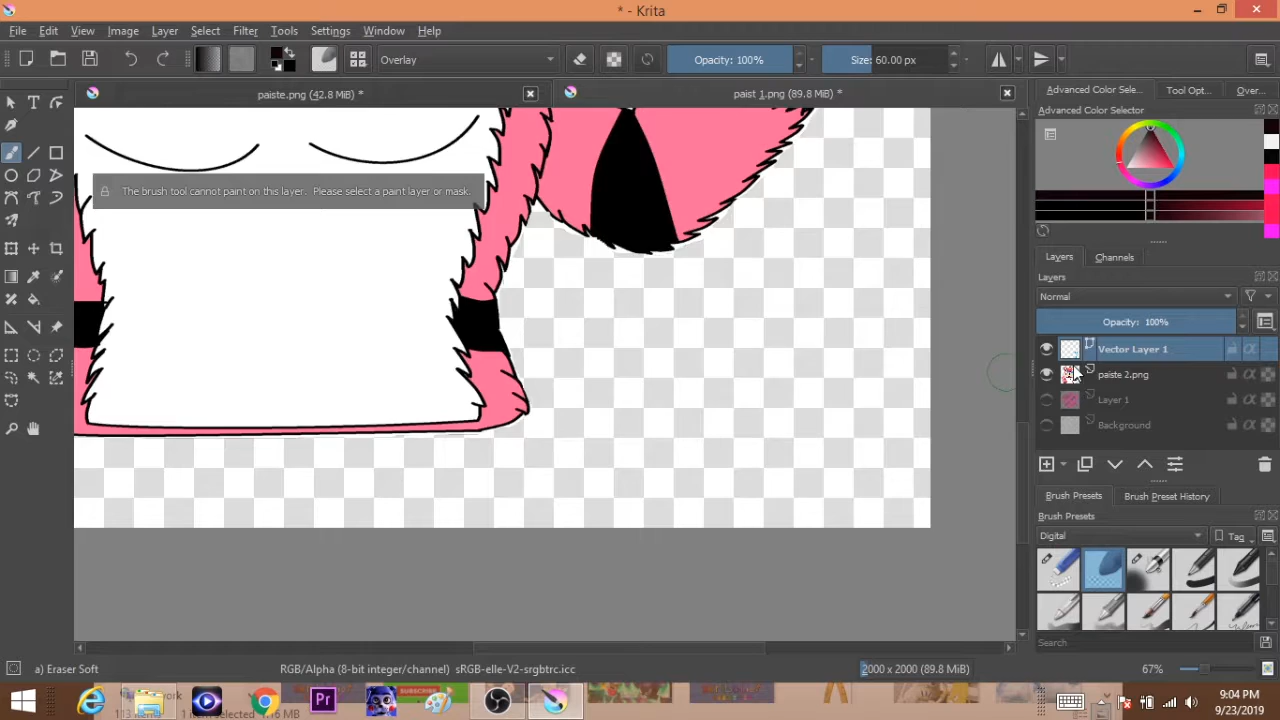 * - Krita
File Edit View Image Layer Select Filter Tools Settings Window Help
Overlay Opacity: 100% Size: 60.00 px
paiste.png (42.8 MiB) * paist 1.png (89.8 MiB) *
Advanced Color Sele... Tool Opt... Over...
Advanced Color Selector
The brush tool cannot paint on this layer. Please select a paint layer or mask.
Layers Channels
Layers
Normal
Opacity: 100%
Vector Layer 1
paiste 2.png
Layer 1
Background
Brush Presets Brush Preset History
Brush Presets
Digital Tag
Search
a) Eraser Soft RGB/Alpha (8-bit integer/channel) sRGB-elle-V2-srgbtrc.icc 2000 x 2000 (89.8 MiB) 67%
Pr SUBSCRIBE
9:04 PM
9/23/2019